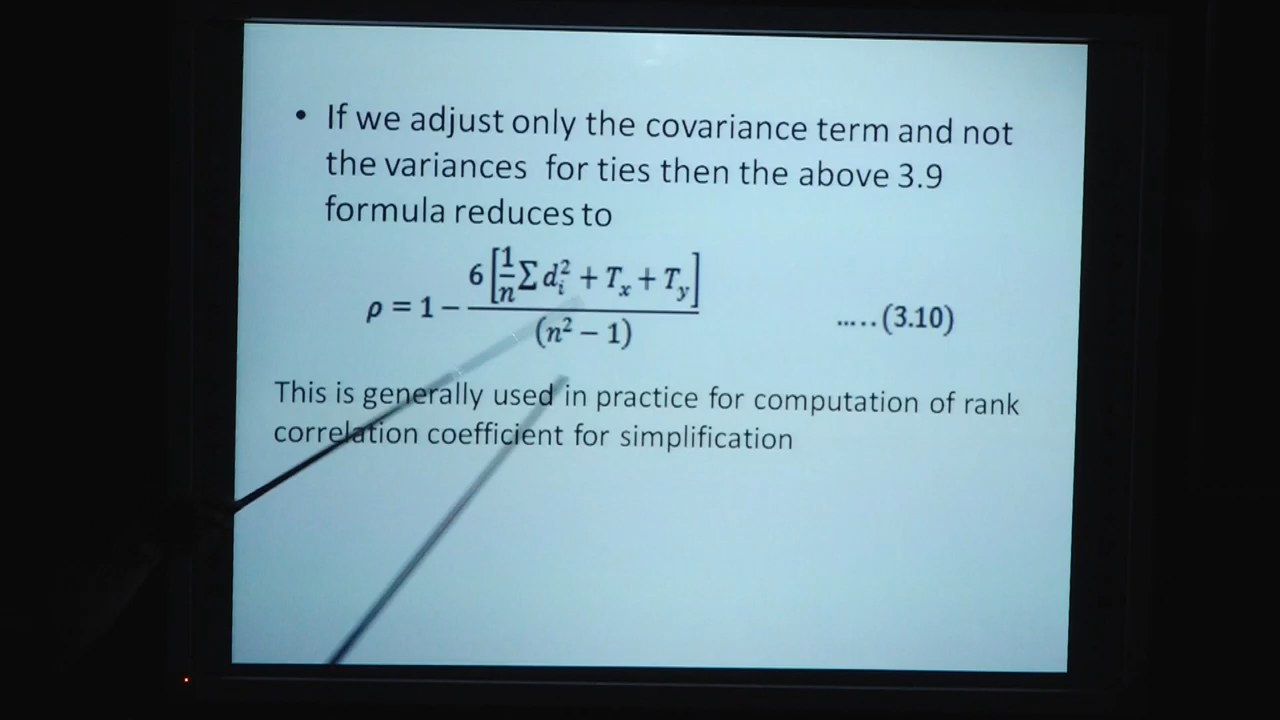 • If we adjust only the covariance term and not
the variances for ties then the above 3.9
formula reduces to
ρ = 1 − 6[1/n Σ d_i^2 + T_x + T_y] / (n² − 1) .....(3.10)
This is generally used in practice for computation of rank
correlation coefficient for simplification